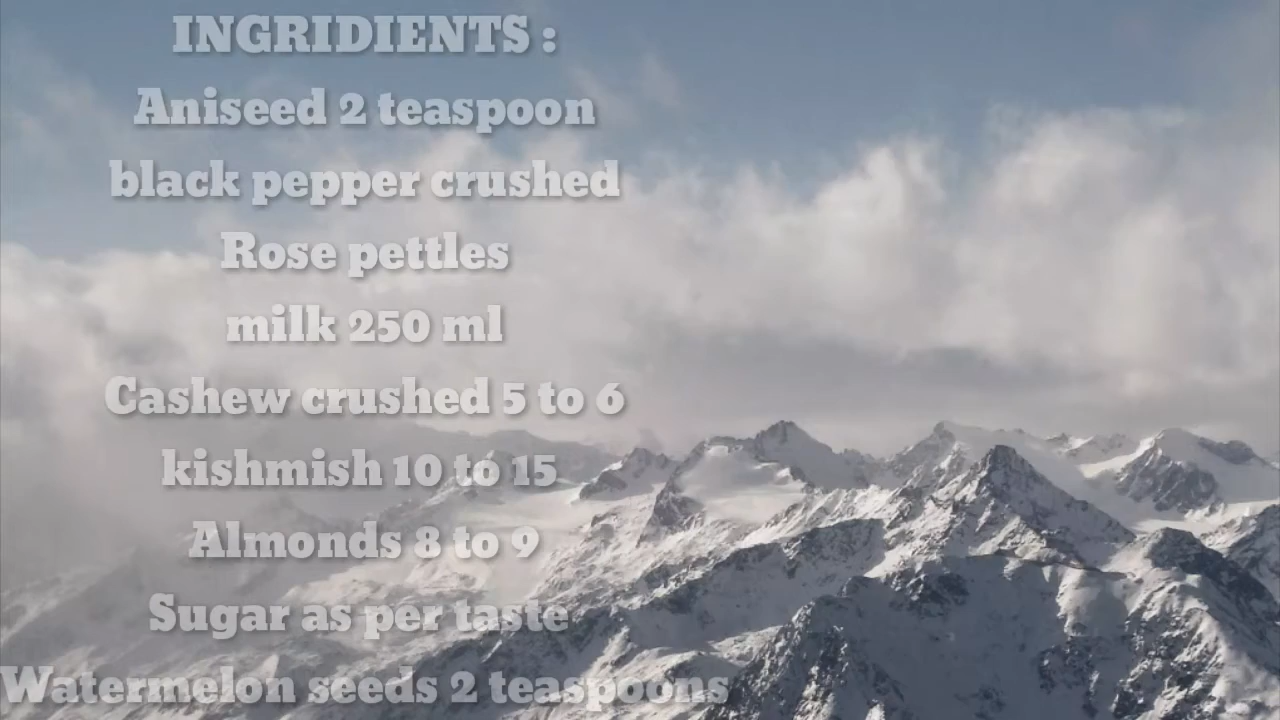 INGRIDIENTS :
Aniseed 2 teaspoon
black pepper crushed
Rose pettles
milk 250 ml
Cashew crushed 5 to 6
kishmish 10 to 15
Almonds 8 to 9
Sugar as per taste
Watermelon seeds 2 teaspoons